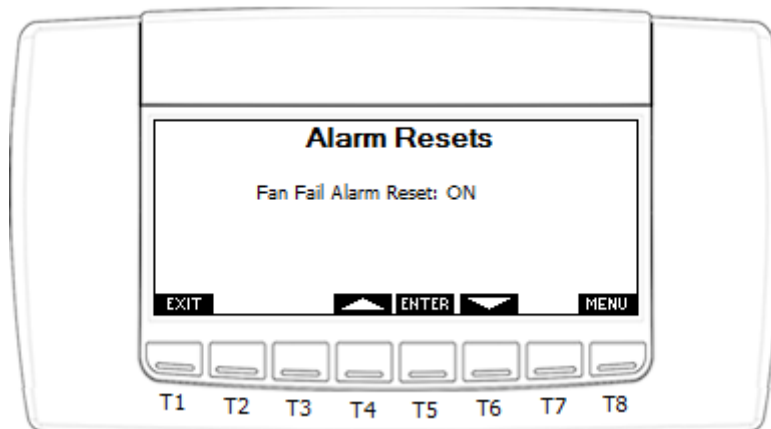 Alarm Resets
Fan Fail Alarm Reset: ON
EXIT ENTER MENU
T1 T2 T3 T4 T5 T6 T7 T8